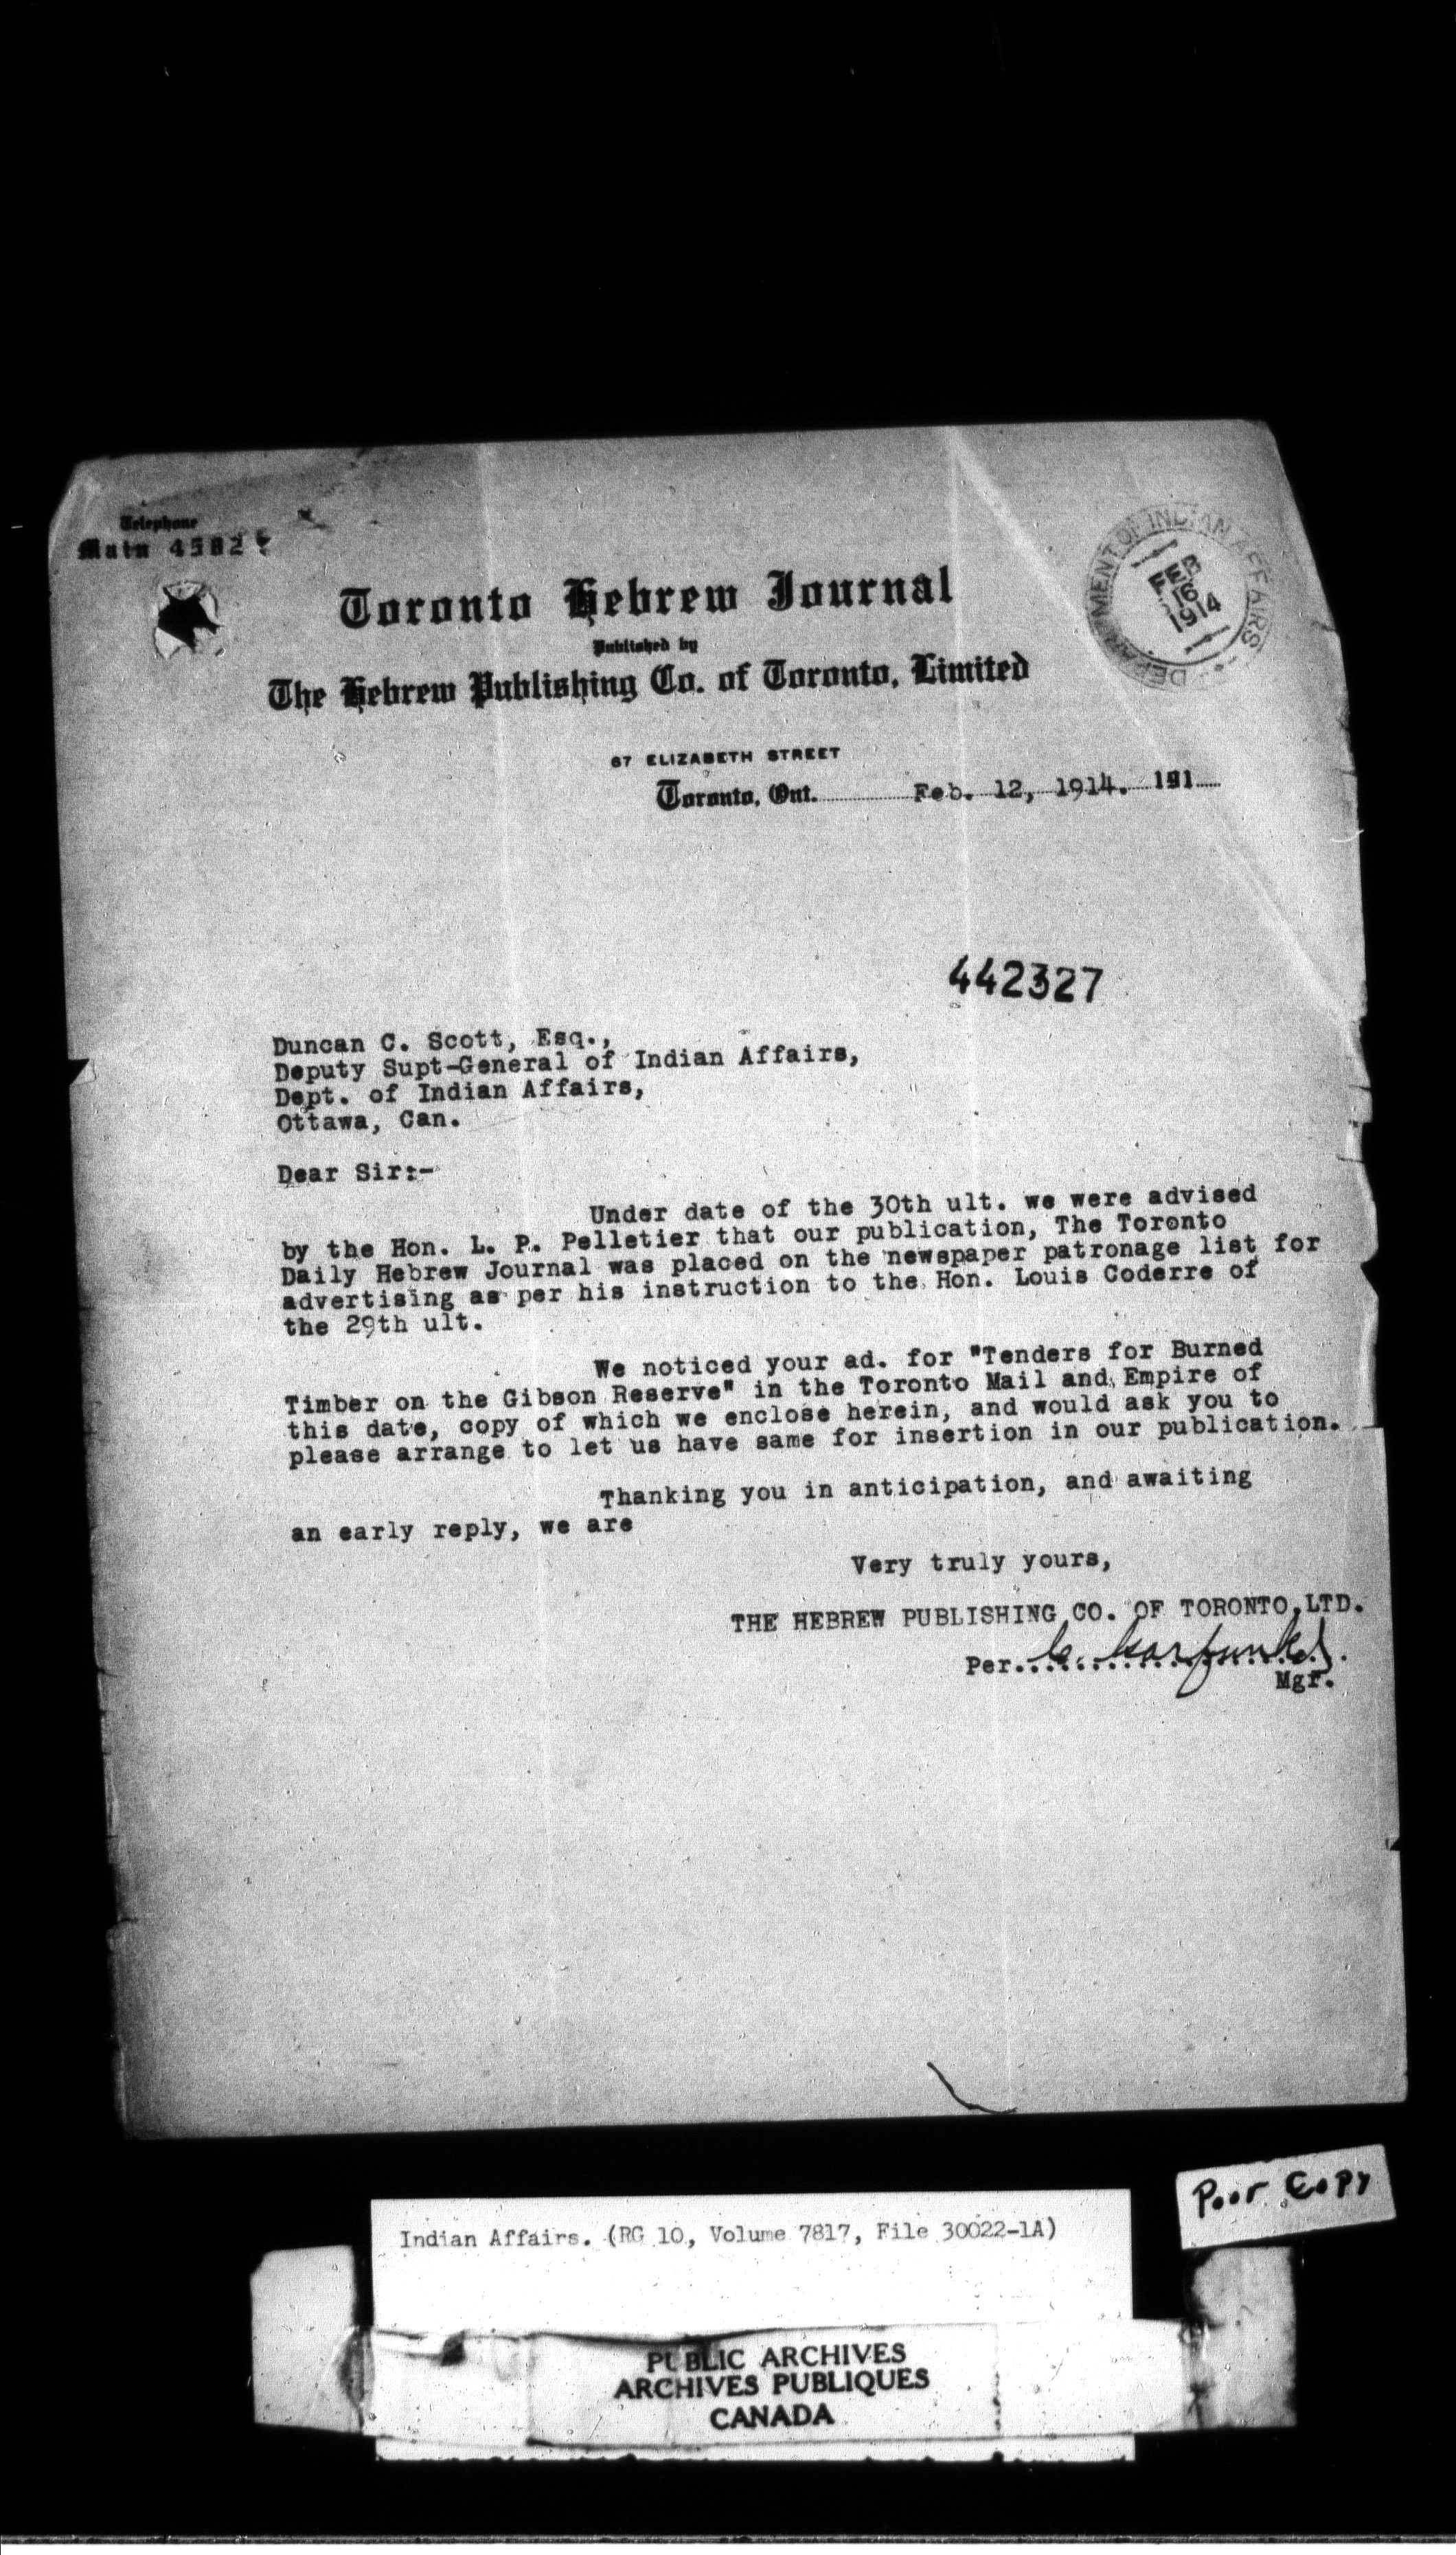 Telephone
Main 4582
DEPARTMENT OF INDIAN AFFAIRS
FEB
16
1914
Toronto Hebrew Journal
Published by
The Hebrew Publishing Co. of Toronto, Limited
67 ELIZABETH STREET
Toronto, Ont. Feb. 12, 1914. 191
442327
Duncan C. Scott, Esq.,
Deputy Supt-General of Indian Affairs,
Dept. of Indian Affairs,
Ottawa, Can.
Dear Sir:-
Under date of the 30th ult. we were advised
by the Hon. L. P. Pelletier that our publication, The Toronto
Daily Hebrew Journal was placed on the newspaper patronage list for
advertising as per his instruction to the Hon. Louis Coderre of
the 29th ult.
We noticed your ad. for "Tenders for Burned
Timber on the Gibson Reserve" in the Toronto Mail and Empire of
this date, copy of which we enclose herein, and would ask you to
please arrange to let us have same for insertion in our publication.
Thanking you in anticipation, and awaiting
an early reply, we are
Very truly yours,
THE HEBREW PUBLISHING CO. OF TORONTO, LTD.
Per
Mgr.
Poor Copy
Indian Affairs. (RG 10, Volume 7817, File 30022-1A)
PUBLIC ARCHIVES
ARCHIVES PUBLIQUES
CANADA